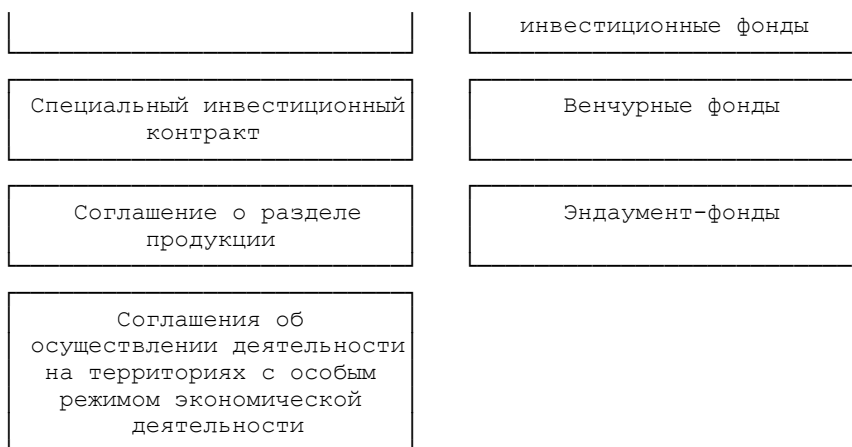 инвестиционные фонды
Специальный инвестиционный
контракт
Венчурные фонды
Соглашение о разделе
продукции
Эндаумент-фонды
Соглашения об
осуществлении деятельности
на территориях с особым
режимом экономической
деятельности